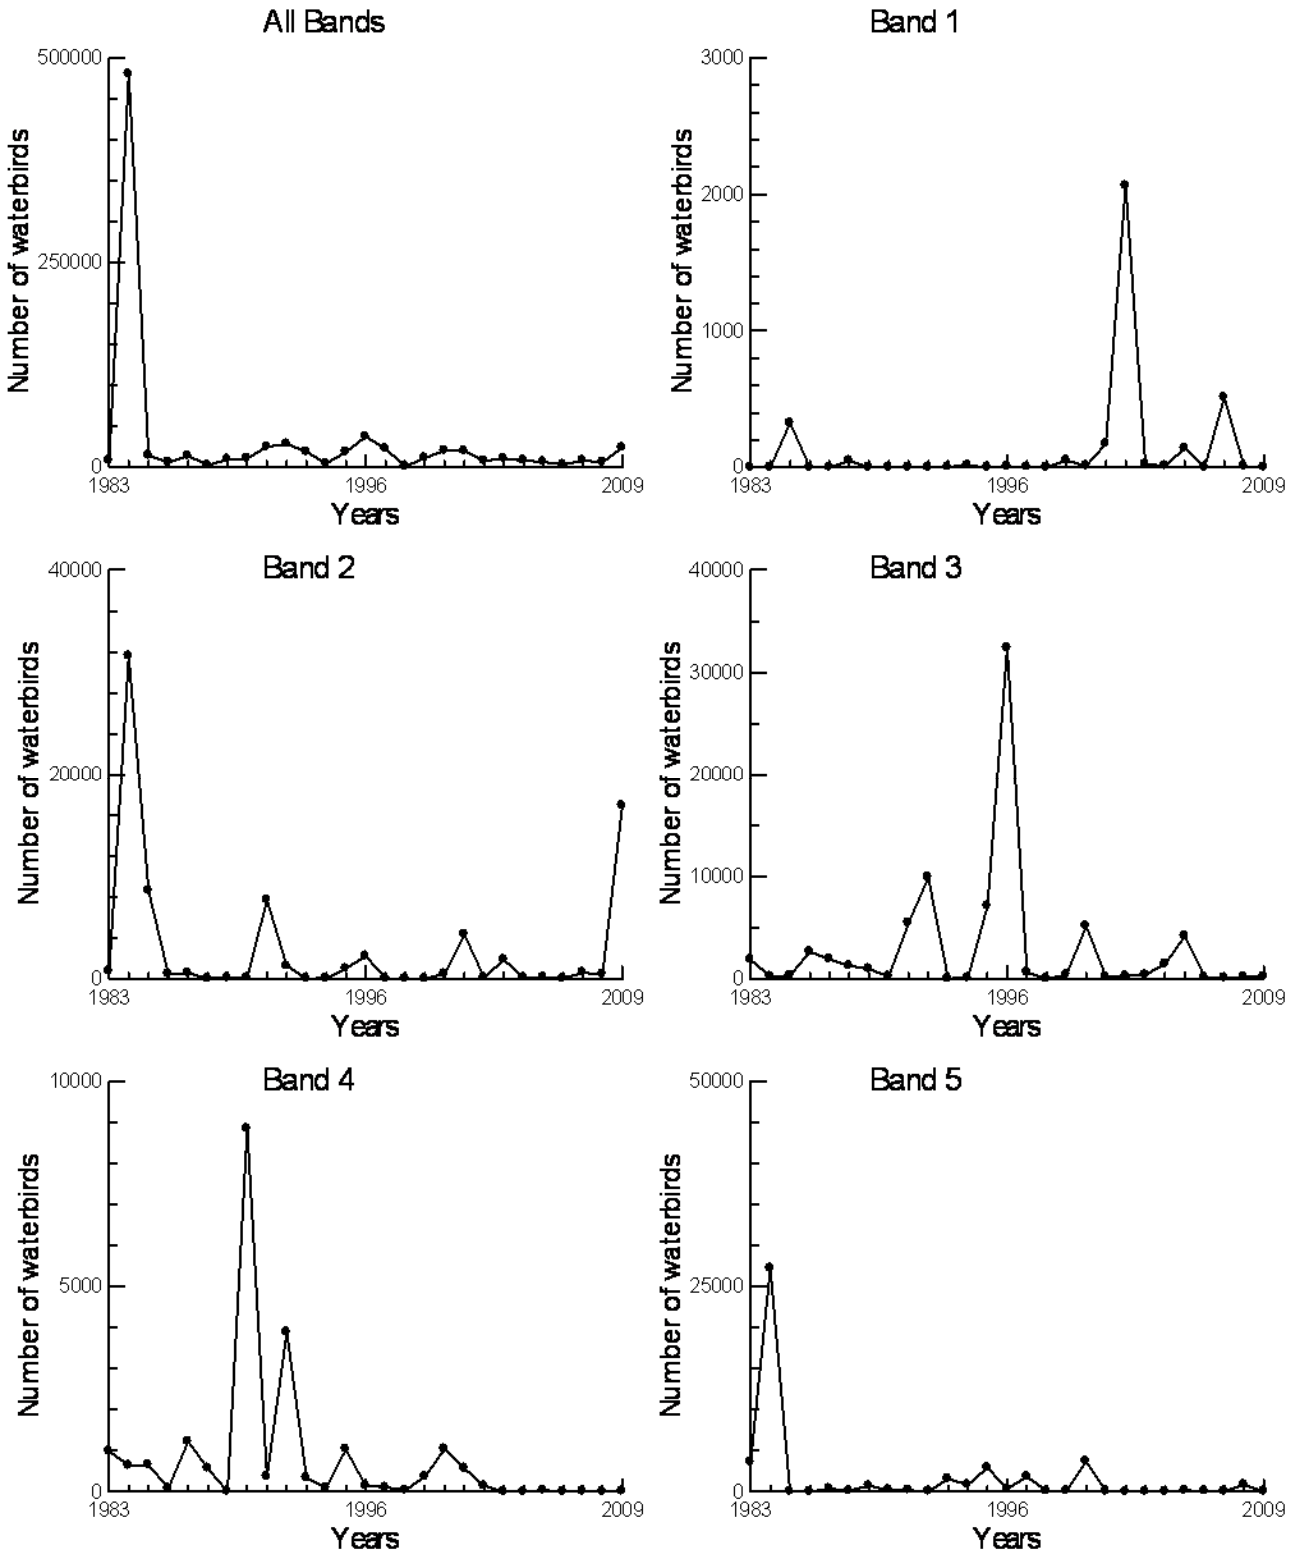 All Bands
Number of waterbirds
500000
250000
0
1983
1996
2009
Years
Band 1
Number of waterbirds
3000
2000
1000
0
1983
1996
2009
Years
Band 2
Number of waterbirds
40000
20000
0
1983
1996
2009
Years
Band 3
Number of waterbirds
40000
30000
20000
10000
0
1983
1996
2009
Years
Band 4
Number of waterbirds
10000
5000
0
1983
1996
2009
Years
Band 5
Number of waterbirds
50000
25000
0
1983
1996
2009
Years